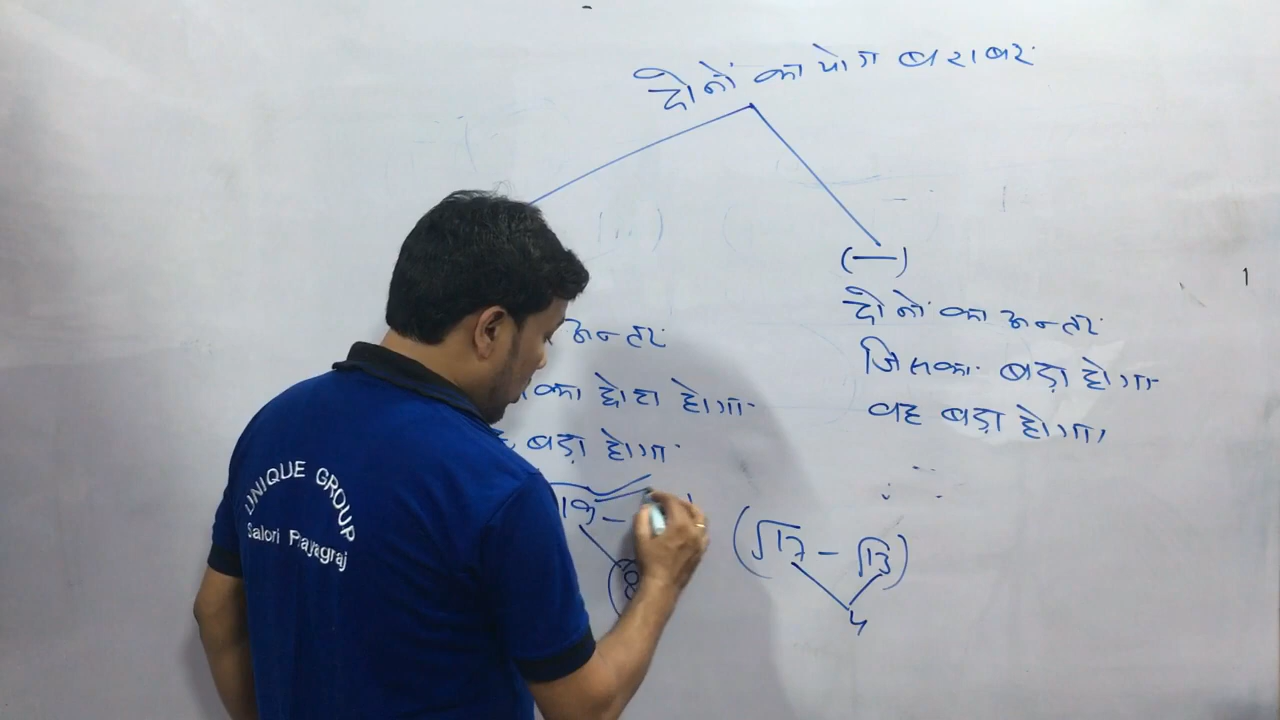 दोनों का योग बराबर
(—)
अन्तर
दोनों का अन्तर
का छोटा होगा
जिसका बड़ा होगा
बड़ा होगा
वह बड़ा होगा
(√17 - √13)
4
UNIQUE GROUP
Salori Prayagraj
1